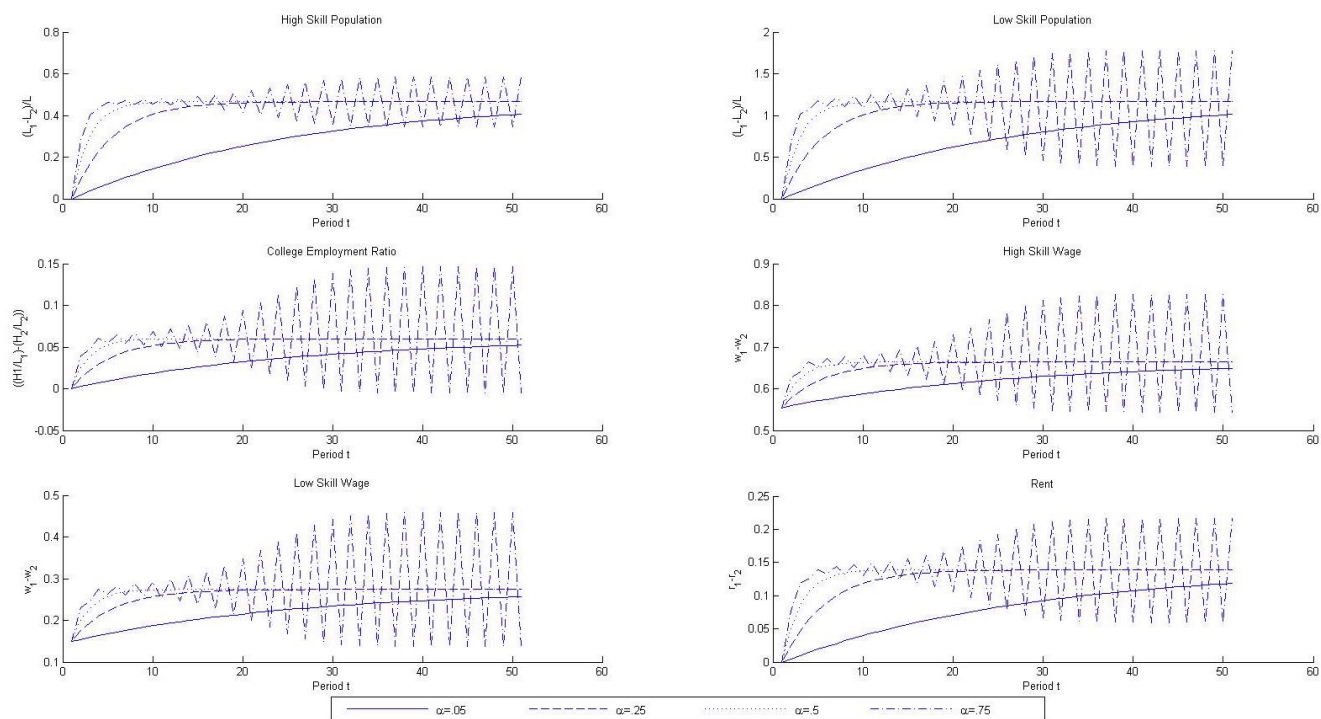 High Skill Population
0.8
0.6
0.4
0.2
0
(L1-L2)/L
0 10 20 30 40 50 60
Period t
Low Skill Population
2
1.5
1
0.5
0
(L1-L2)/L
0 10 20 30 40 50 60
Period t
College Employment Ratio
0.15
0.1
0.05
0
-0.05
((H1/L1)-(H2/L2))
0 10 20 30 40 50 60
Period t
High Skill Wage
0.9
0.8
0.7
0.6
0.5
w1-w2
0 10 20 30 40 50 60
Period t
Low Skill Wage
0.5
0.4
0.3
0.2
0.1
w1-w2
0 10 20 30 40 50 60
Period t
Rent
0.25
0.2
0.15
0.1
0.05
0
r1-r2
0 10 20 30 40 50 60
Period t
α=.05 α=.25 α=.5 α=.75